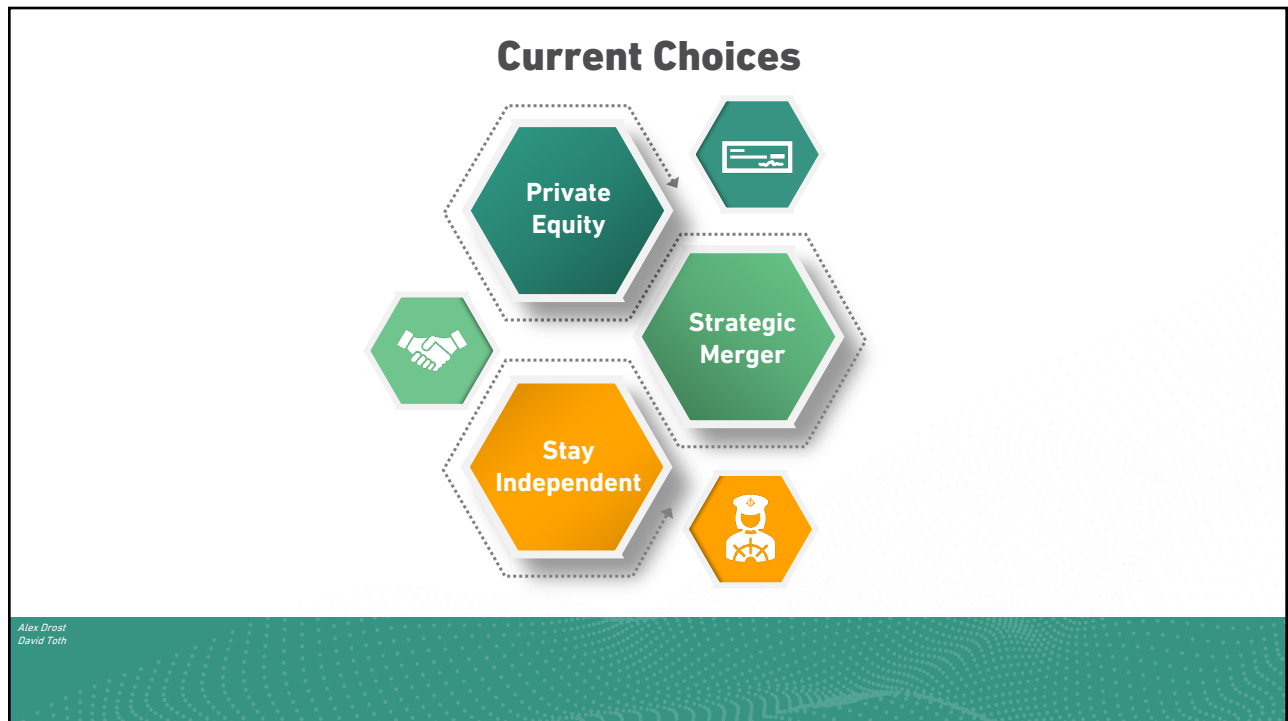 Current Choices
Private
Equity
Strategic
Merger
Stay
Independent
Alex Drost
David Toth